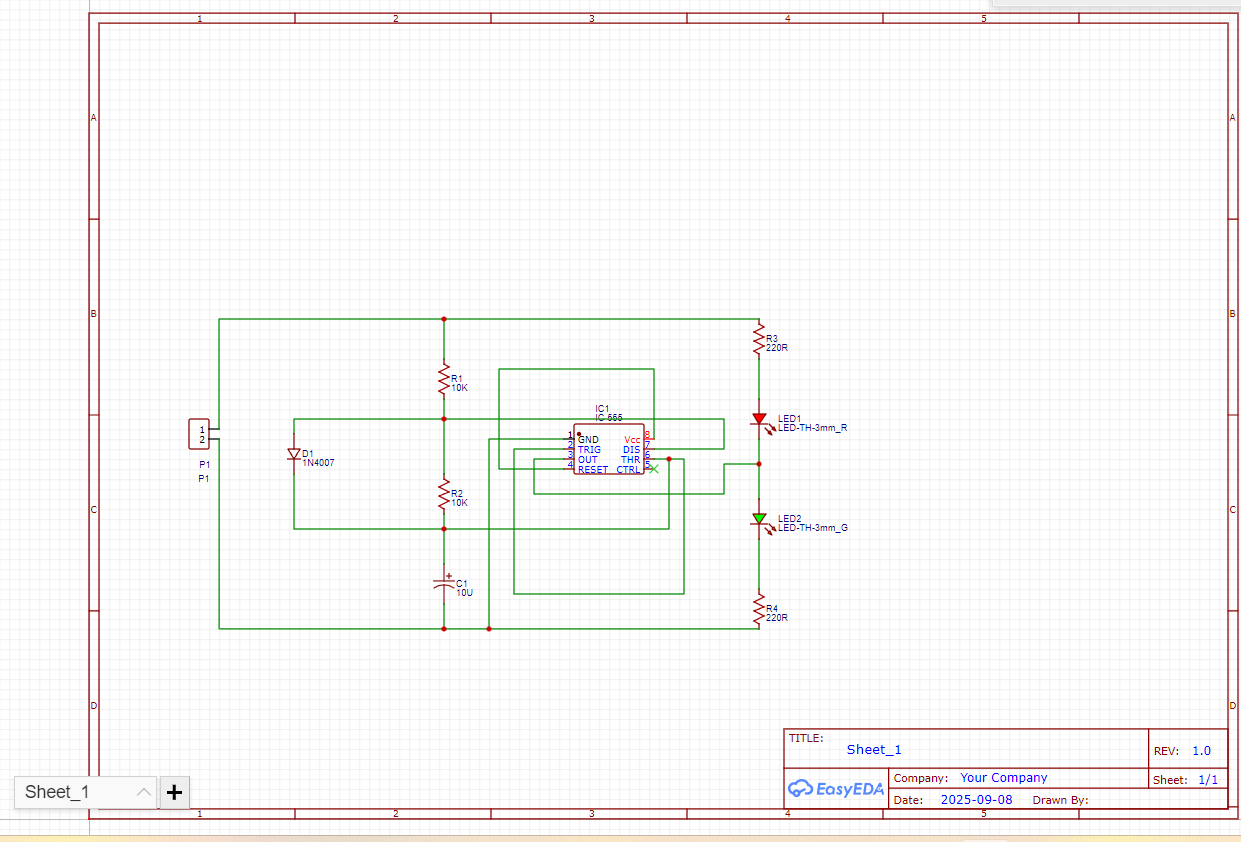 1 2 3 4 5
A A
B B
R3
220R
R1
10K
IC1
IC 555
LED1
LED-TH-3mm_R
1
2
P1
P1
1 GND Vcc 8
2 TRIG DIS 7
3 OUT THR 6
4 RESET CTRL 5
D1
1N4007
R2
10K
C C
LED2
LED-TH-3mm_G
+
C1
10U
R4
220R
D D
TITLE:
Sheet_1
REV: 1.0
EasyEDA
Company: Your Company
Sheet: 1/1
Date: 2025-09-08 Drawn By:
Sheet_1 +
1 2 3 4 5